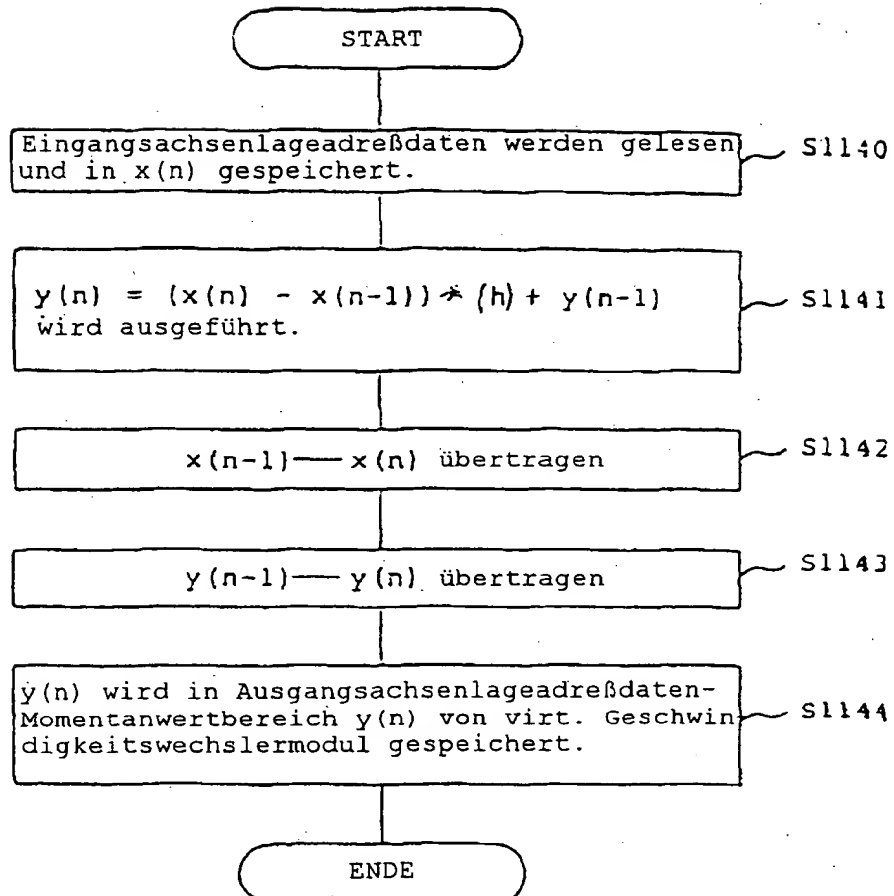 START
Eingangsachsenlageadreßdaten werden gelesen
und in x(n) gespeichert.
S1140
y(n) = (x(n) - x(n-1)) * (h) + y(n-1)
wird ausgeführt.
S1141
x(n-1) — x(n) übertragen
S1142
y(n-1) — y(n) übertragen
S1143
y(n) wird in Ausgangsachsenlageadreßdaten-
Momentanwertbereich y(n) von virt. Geschwin
digkeitswechslermodul gespeichert.
S1144
ENDE